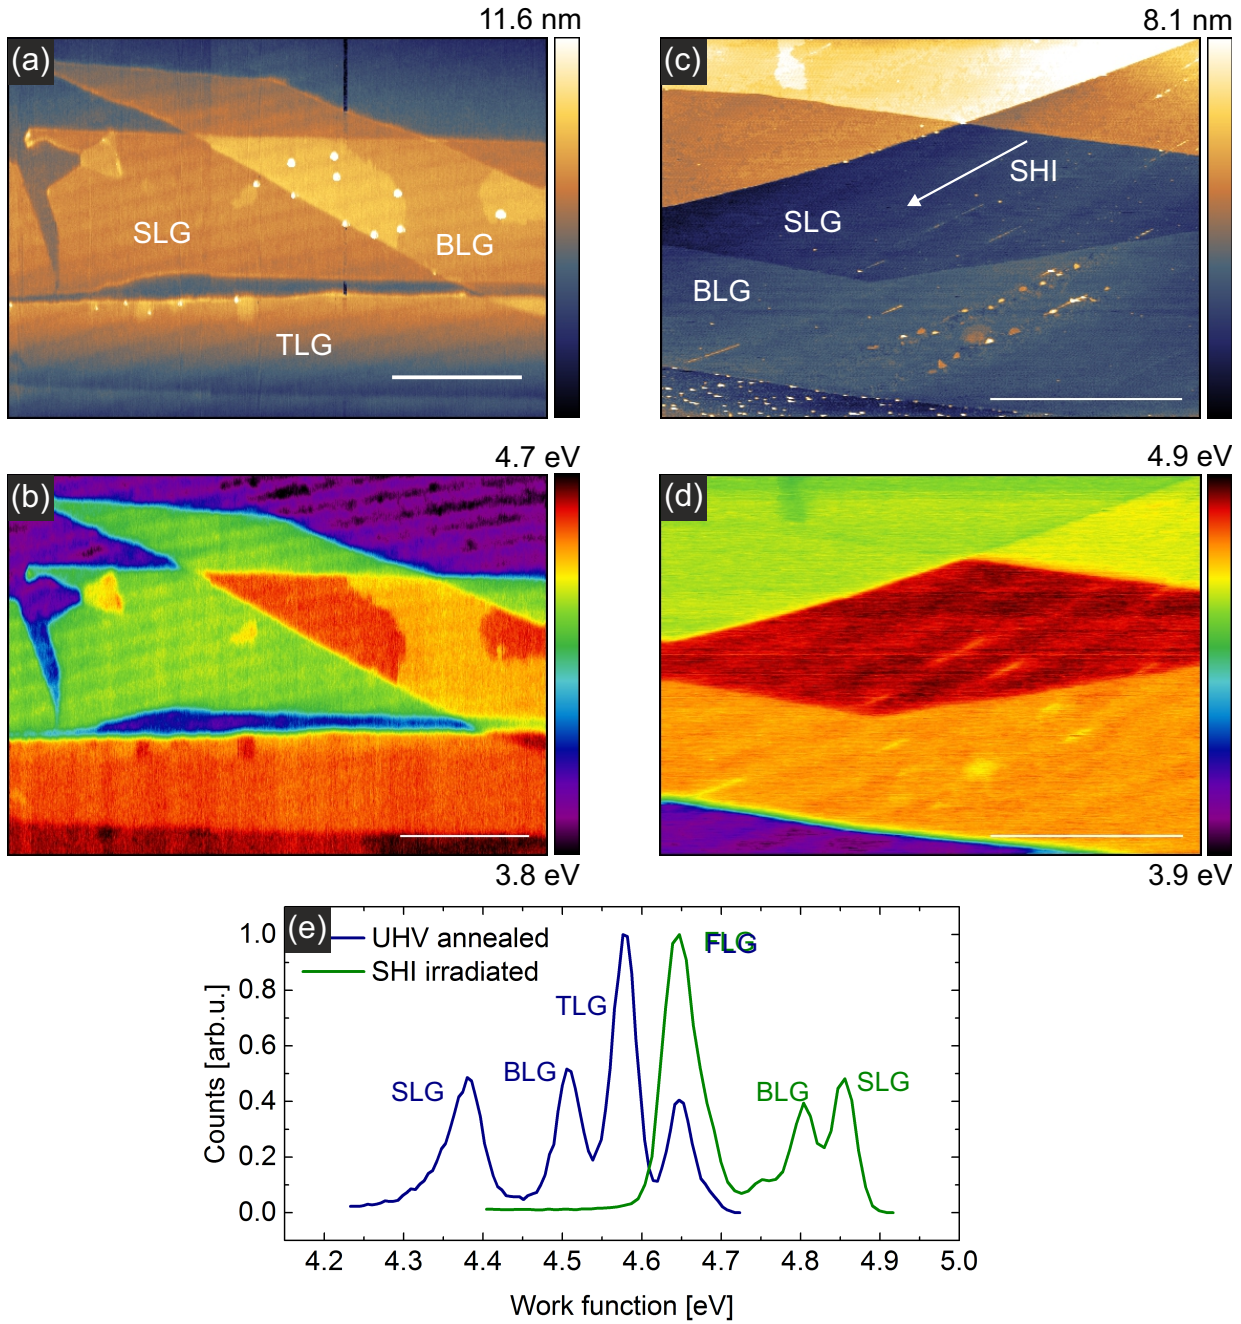 11.6 nm
(a)
SLG
BLG
TLG
8.1 nm
(c)
SHI
SLG
BLG
4.7 eV
(b)
3.8 eV
4.9 eV
(d)
3.9 eV
(e)
UHV annealed
SHI irradiated
FLG
FLG
TLG
SLG
BLG
BLG
SLG
Counts [arb.u.]
1.0
0.8
0.6
0.4
0.2
0.0
4.2 4.3 4.4 4.5 4.6 4.7 4.8 4.9 5.0
Work function [eV]